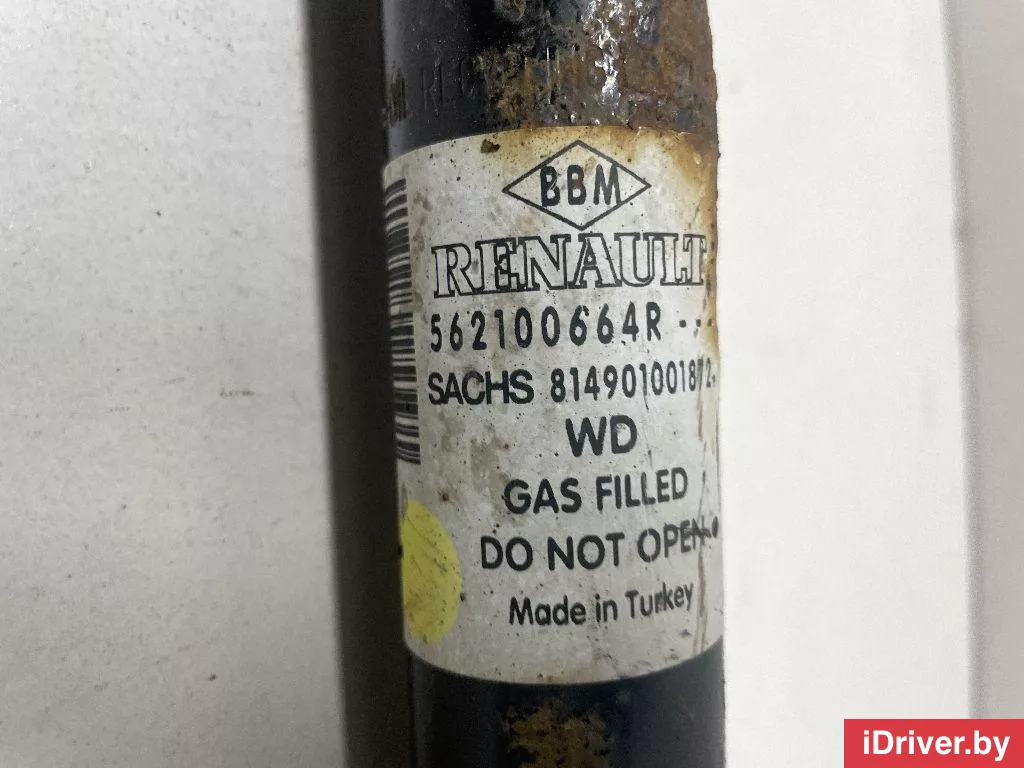 BBM
RENAULT
562100664R
SACHS 814901001872
WD
GAS FILLED
DO NOT OPEN
Made in Turkey
iDriver.by